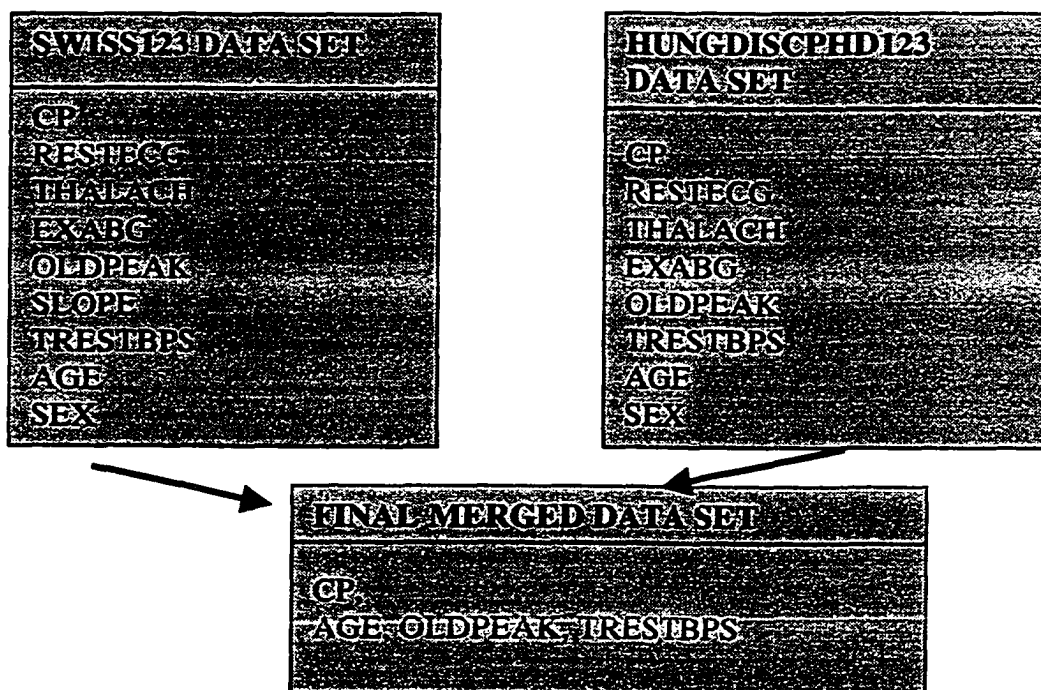 SWISS123 DATA SET
CP
RESTECG
THALACH
EXABG
OLDPEAK
SLOPE
TRESTBPS
AGE
SEX
HUNGDISCPHD123
DATA SET
CP
RESTECG
THALACH
EXABG
OLDPEAK
TRESTBPS
AGE
SEX
FINAL MERGED DATA SET
CP,
AGE OLDPEAK, TRESTBPS